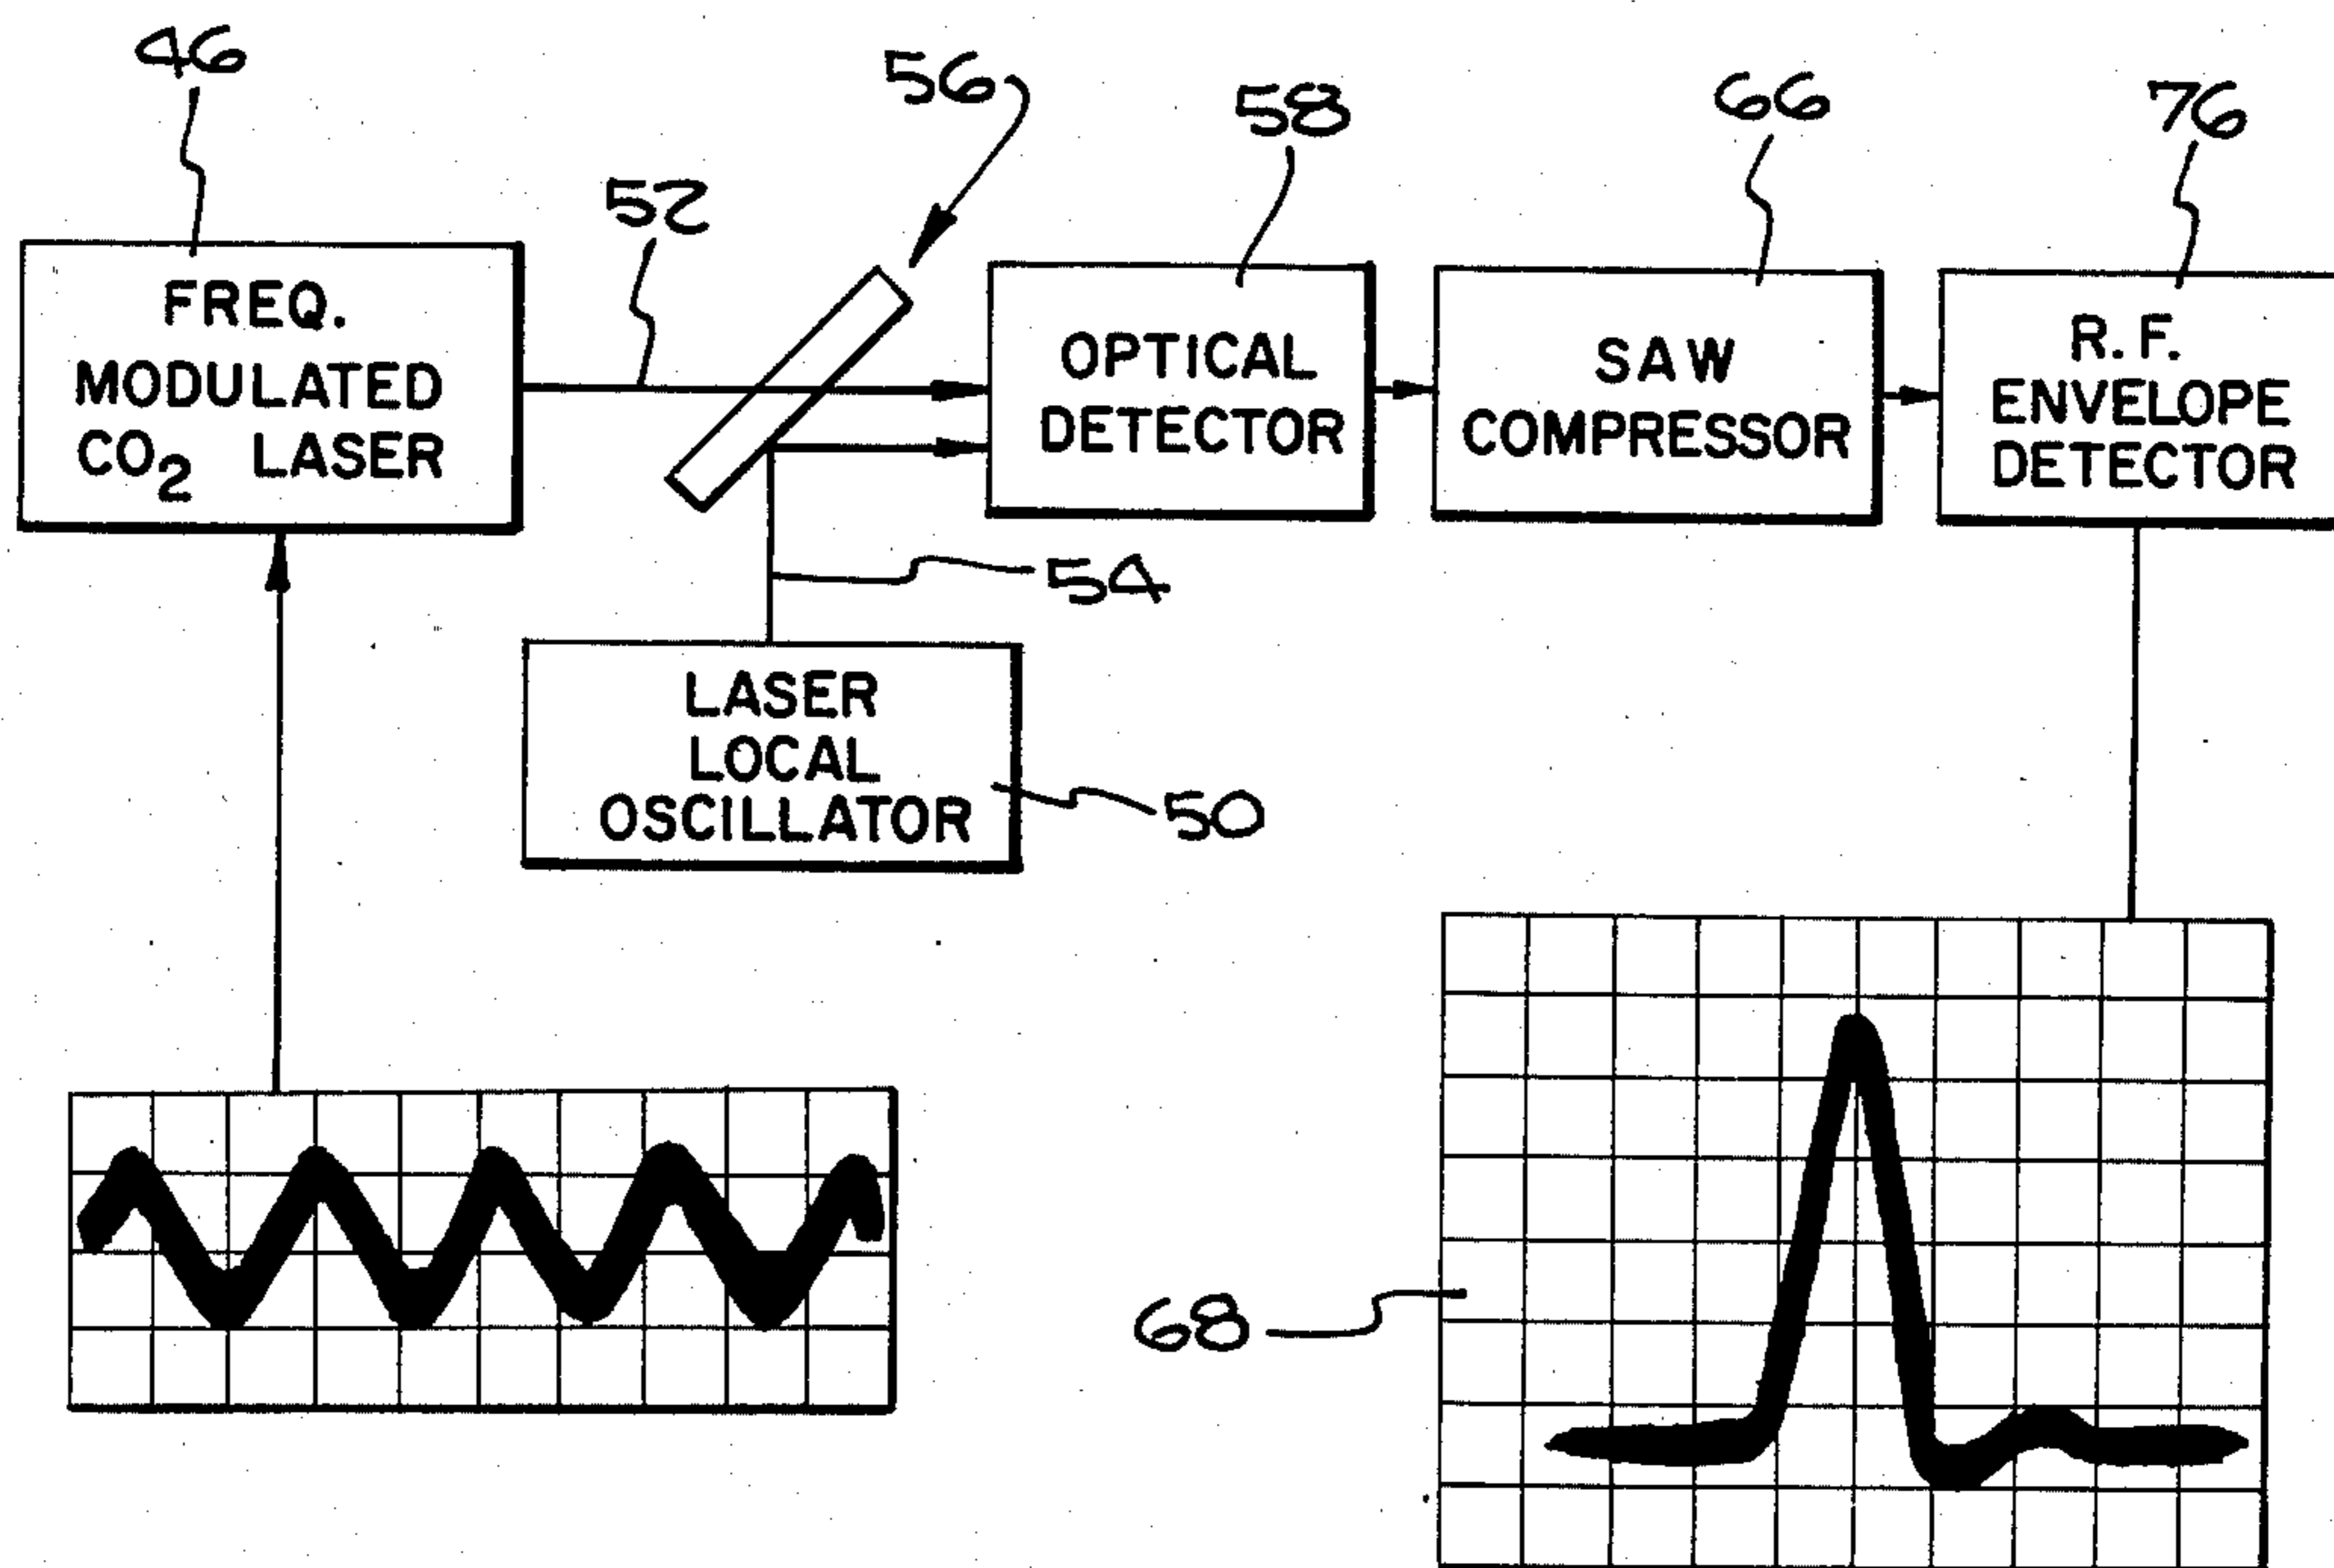 46
56
58
66
76
52
FREQ.
MODULATED
CO₂ LASER
OPTICAL
DETECTOR
SAW
COMPRESSOR
R. F.
ENVELOPE
DETECTOR
54
LASER
LOCAL
OSCILLATOR
50
68